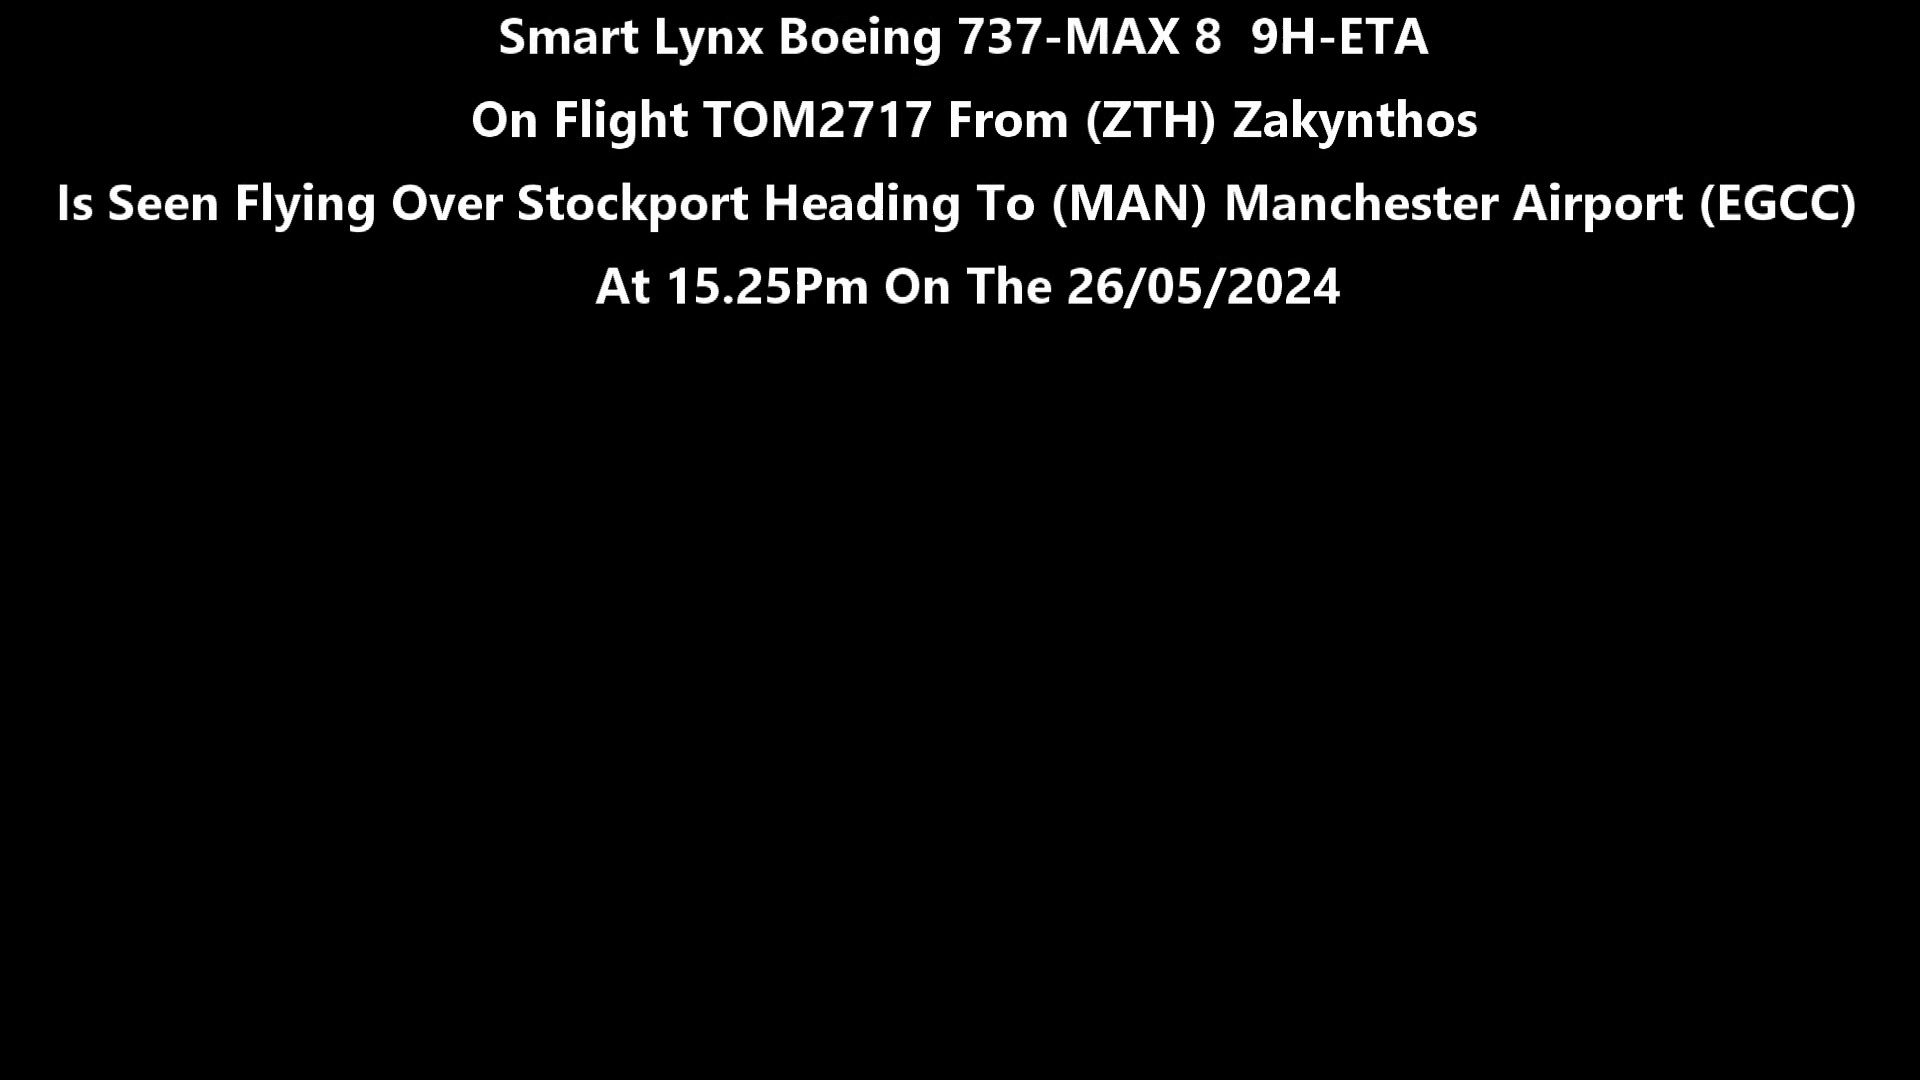 Smart Lynx Boeing 737-MAX 8  9H-ETA
On Flight TOM2717 From (ZTH) Zakynthos
Is Seen Flying Over Stockport Heading To (MAN) Manchester Airport (EGCC)
At 15.25Pm On The 26/05/2024